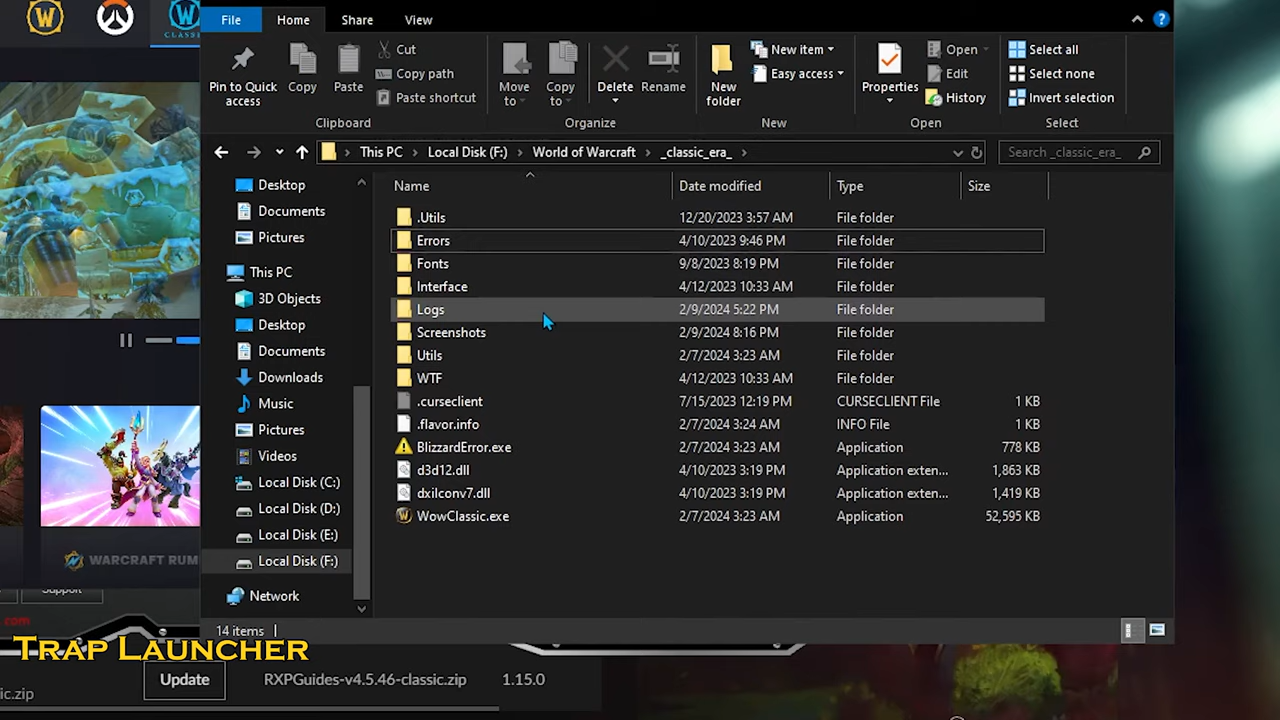 File
Home
Share
View
Pin to Quick
access
Copy
Paste
Cut
Copy path
Paste shortcut
Clipboard
Move
to
Copy
to
Delete
Rename
Organize
New
folder
New item
Easy access
New
Properties
Open
Edit
History
Open
Select all
Select none
Invert selection
Select
This PC
Local Disk (F:)
World of Warcraft
_classic_era_
Search _classic_era_
Desktop
Documents
Pictures
This PC
3D Objects
Desktop
Documents
Downloads
Music
Pictures
Videos
Local Disk (C:)
Local Disk (D:)
Local Disk (E:)
Local Disk (F:)
Network
Name Date modified Type Size
.Utils 12/20/2023 3:57 AM File folder
Errors 4/10/2023 9:46 PM File folder
Fonts 9/8/2023 8:19 PM File folder
Interface 4/12/2023 10:33 AM File folder
Logs 2/9/2024 5:22 PM File folder
Screenshots 2/9/2024 8:16 PM File folder
Utils 2/7/2024 3:23 AM File folder
WTF 4/12/2023 10:33 AM File folder
.curseclient 7/15/2023 12:19 PM CURSECLIENT File 1 KB
.flavor.info 2/7/2024 3:24 AM INFO File 1 KB
BlizzardError.exe 2/7/2024 3:23 AM Application 778 KB
d3d12.dll 4/10/2023 3:19 PM Application exten... 1,863 KB
dxilconv7.dll 4/10/2023 3:19 PM Application exten... 1,419 KB
WowClassic.exe 2/7/2024 3:23 AM Application 52,595 KB
14 items
WARCRAFT RUM
Support
.com
Trap Launcher
ic.zip
Update
RXPGuides-v4.5.46-classic.zip
1.15.0